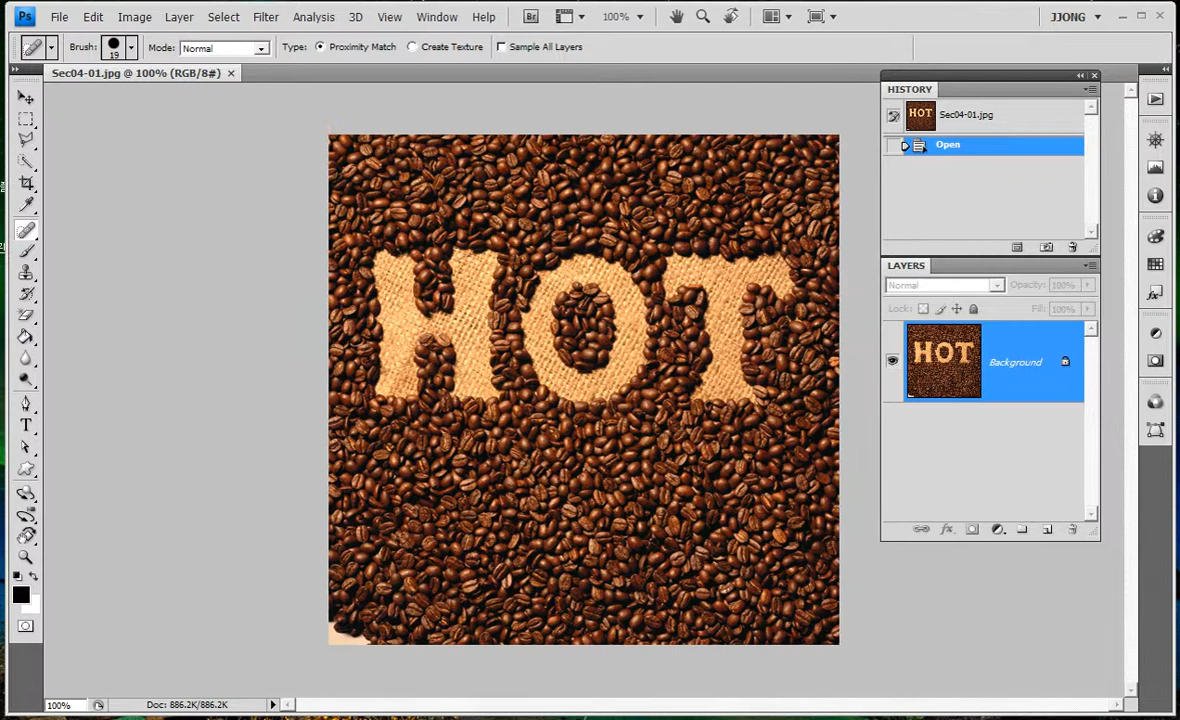 Ps File Edit Image Layer Select Filter Analysis 3D View Window Help Br 100% JJONG
Brush: 19 Mode: Normal Type: Proximity Match Create Texture Sample All Layers
Sec04-01.jpg @ 100% (RGB/8#)
HISTORY
HOT Sec04-01.jpg
Open
HOT
LAYERS
Normal Opacity: 100%
Lock: Fill: 100%
HOT Background
100% Doc: 886.2K/886.2K